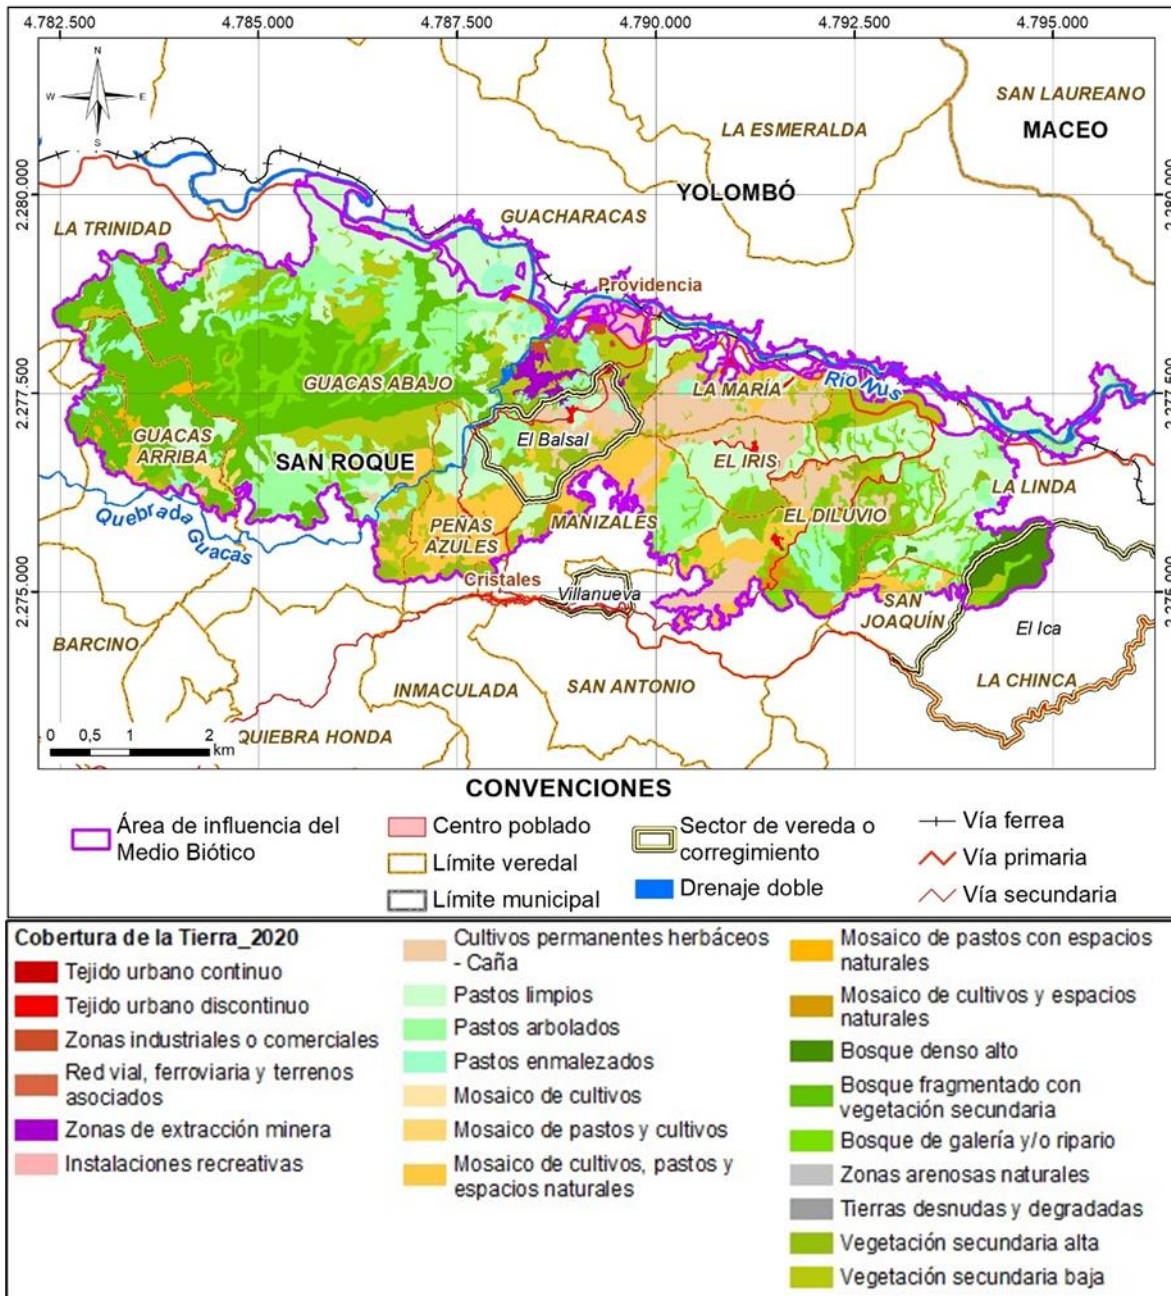 4.782.500 4.785.000 4.787.500 4.790.000 4.792.500 4.795.000
N
W E
S
SAN LAUREANO
MACEO
LA ESMERALDA
YOLOMBÓ
2.280.000
2.280.000
GUACHARACAS
LA TRINIDAD
Providencia
2.277.500
2.277.500
GUACAS ABAJO
LA MARÍA
Río Nus
GUACAS
ARRIBA
El Balsal
SAN ROQUE
EL IRIS
LA LINDA
Quebrada
Guacas
PEÑAS
AZULES
MANIZALES
EL DILUVIO
2.275.000
2.275.000
Cristales
Villanueva
SAN
JOAQUÍN
El Ica
BARCINO
INMACULADA
SAN ANTONIO
LA CHINCA
QUIEBRA HONDA
0 0,5 1 2
km
CONVENCIONES
Área de influencia del
Medio Biótico
Centro poblado
Límite veredal
Límite municipal
Sector de vereda o
corregimiento
Drenaje doble
Vía ferrea
Vía primaria
Vía secundaria
Cobertura de la Tierra_2020
Tejido urbano continuo
Tejido urbano discontinuo
Zonas industriales o comerciales
Red vial, ferroviaria y terrenos
asociados
Zonas de extracción minera
Instalaciones recreativas
Cultivos permanentes herbáceos
- Caña
Pastos limpios
Pastos arbolados
Pastos enmalezados
Mosaico de cultivos
Mosaico de pastos y cultivos
Mosaico de cultivos, pastos y
espacios naturales
Mosaico de pastos con espacios
naturales
Mosaico de cultivos y espacios
naturales
Bosque denso alto
Bosque fragmentado con
vegetación secundaria
Bosque de galería y/o ripario
Zonas arenosas naturales
Tierras desnudas y degradadas
Vegetación secundaria alta
Vegetación secundaria baja